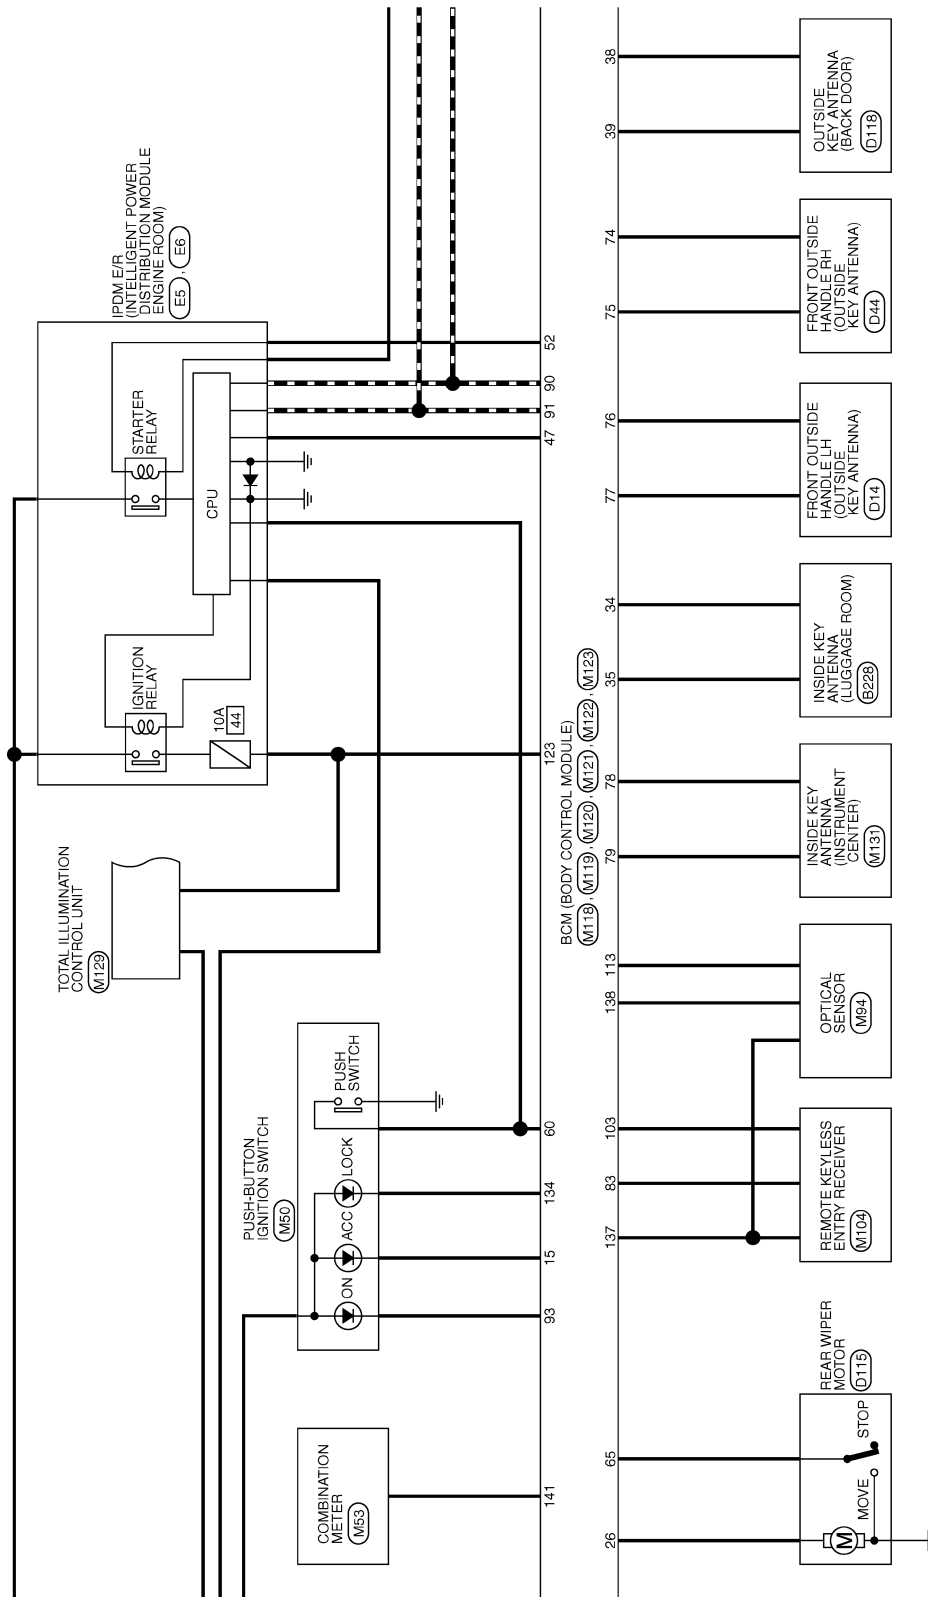 IPDM E/R
(INTELLIGENT POWER
DISTRIBUTION MODULE
ENGINE ROOM)
E5 , E6
STARTER
RELAY
CPU
IGNITION
RELAY
10A
44
TOTAL ILLUMINATION
CONTROL UNIT
M129
PUSH-BUTTON
IGNITION SWITCH
M50
PUSH
SWITCH
LOCK
ACC
ON
COMBINATION
METER
M53
52
90
91
47
123
60
134
15
93
141
BCM (BODY CONTROL MODULE)
M118 , M119 , M120 , M121 , M122 , M123
38
39
74
75
76
77
34
35
78
79
113
138
103
83
137
65
26
OUTSIDE
KEY ANTENNA
(BACK DOOR)
D118
FRONT OUTSIDE
HANDLE RH
(OUTSIDE
KEY ANTENNA)
D44
FRONT OUTSIDE
HANDLE LH
(OUTSIDE
KEY ANTENNA)
D14
INSIDE KEY
ANTENNA
(LUGGAGE ROOM)
B228
INSIDE KEY
ANTENNA
(INSTRUMENT
CENTER)
M131
OPTICAL
SENSOR
M94
REMOTE KEYLESS
ENTRY RECEIVER
M104
REAR WIPER
MOTOR
D115
STOP
MOVE
M